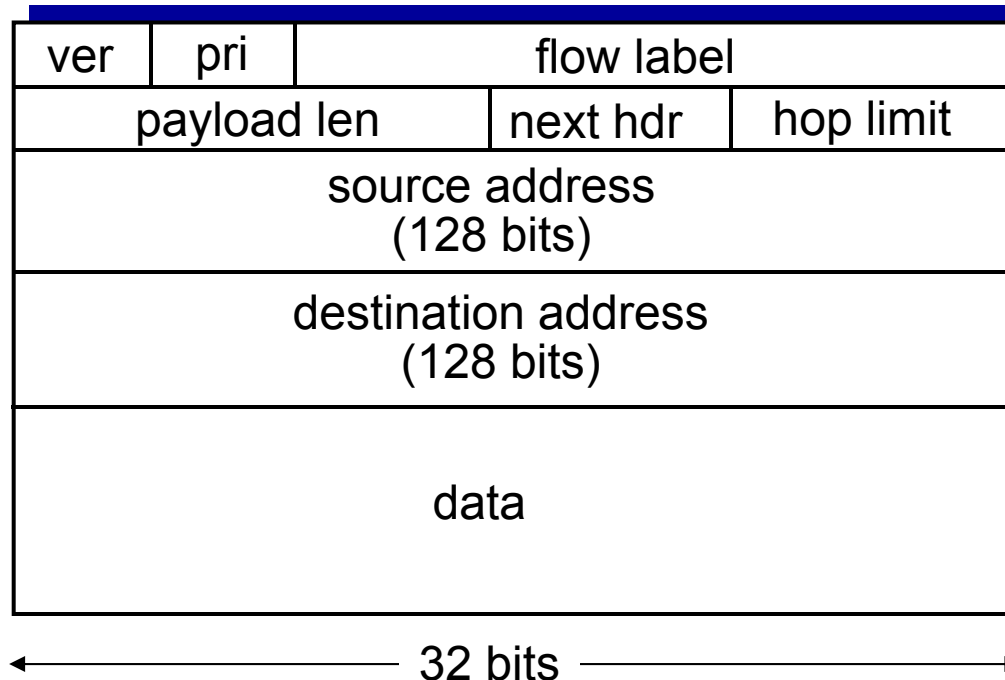 ver pri flow label
payload len next hdr hop limit
source address
(128 bits)
destination address
(128 bits)
data
32 bits